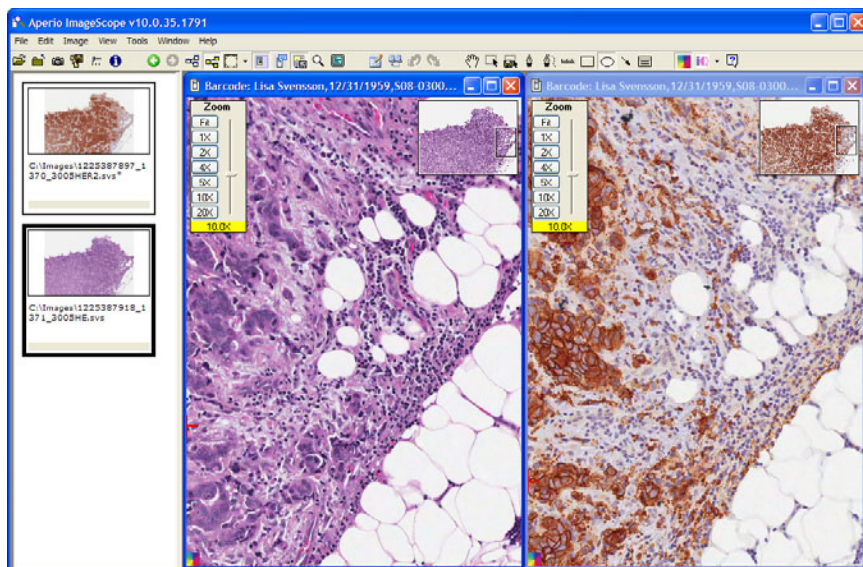 Aperio ImageScope v10.0.35.1791
File Edit Image View Tools Window Help
C:\Images\1225387897_1
370_3005HER2.svs*
C:\Images\1225387918_1
371_3005HE.svs
Barcode: Lisa Svensson,12/31/1959,S08-0300...
Zoom
Fit
1X
2X
4X
5X
10X
20X
10.0X
Barcode: Lisa Svensson,12/31/1959,S08-0300...
Zoom
Fit
1X
2X
4X
5X
10X
20X
10.0X